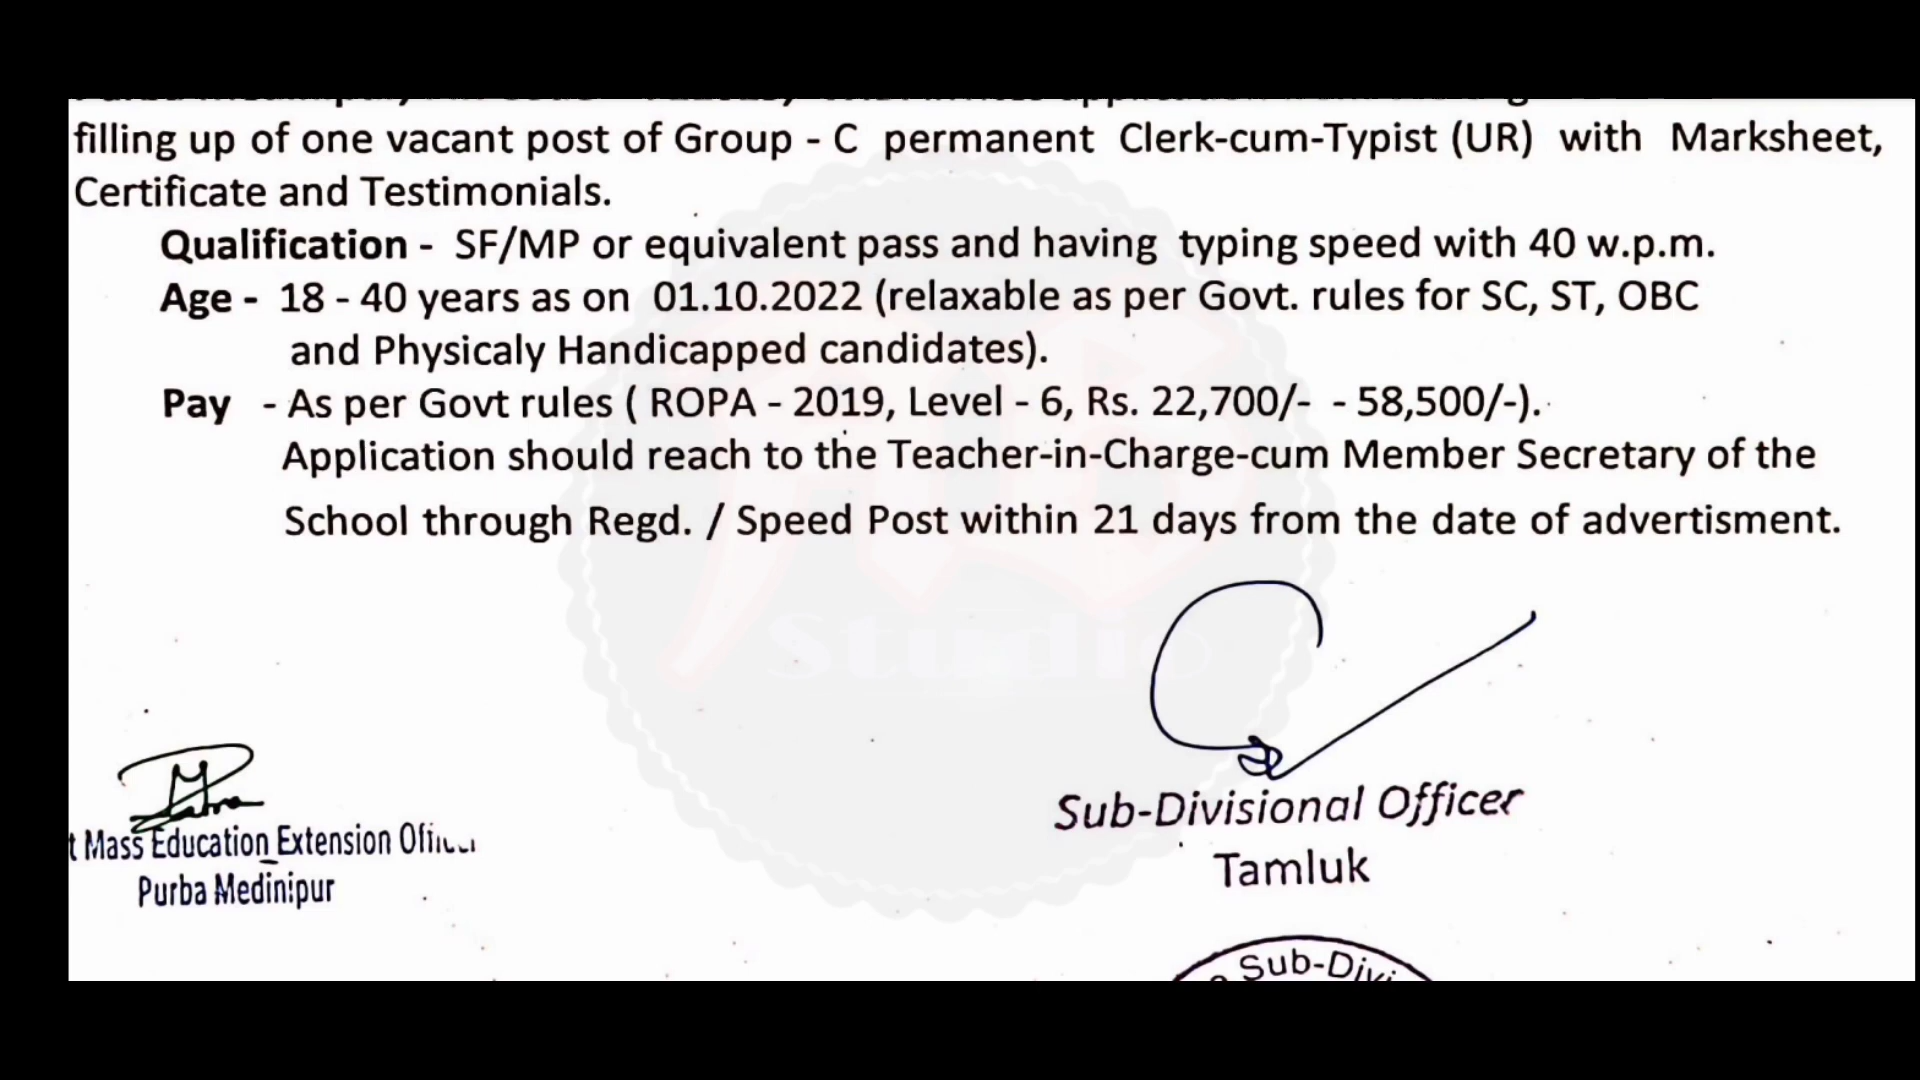 filling up of one vacant post of Group - C permanent Clerk-cum-Typist (UR) with Marksheet,
Certificate and Testimonials.
Qualification - SF/MP or equivalent pass and having typing speed with 40 w.p.m.
Age - 18 - 40 years as on 01.10.2022 (relaxable as per Govt. rules for SC, ST, OBC
and Physicaly Handicapped candidates).
Pay - As per Govt rules ( ROPA - 2019, Level - 6, Rs. 22,700/- - 58,500/-).
Application should reach to the Teacher-in-Charge-cum Member Secretary of the
School through Regd. / Speed Post within 21 days from the date of advertisment.
Studio
Sub-Divisional Officer
Tamluk
t Mass Education Extension Officer
Purba Medinipur
Sub-Divi